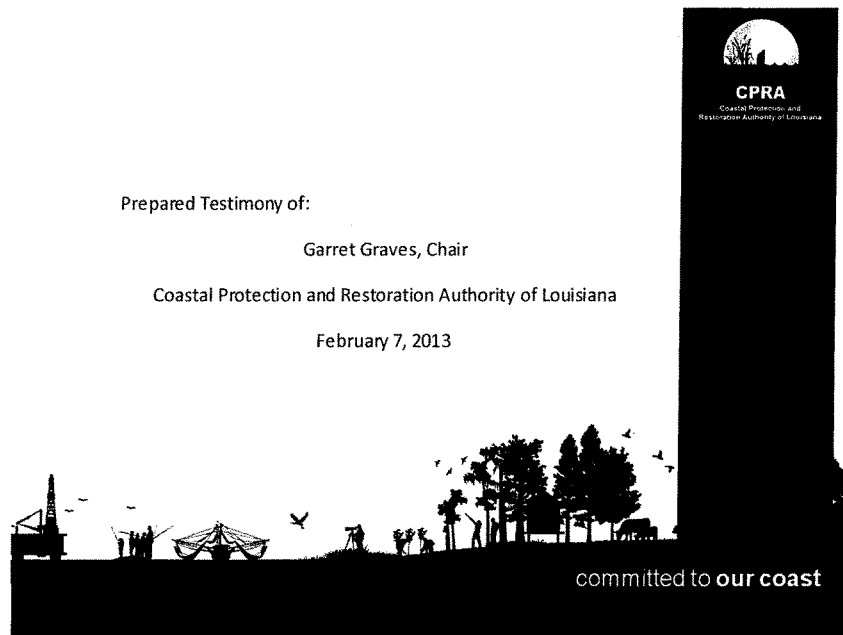 CPRA
Coastal Protection and
Restoration Authority of Louisiana
Prepared Testimony of:
Garret Graves, Chair
Coastal Protection and Restoration Authority of Louisiana
February 7, 2013
committed to our coast